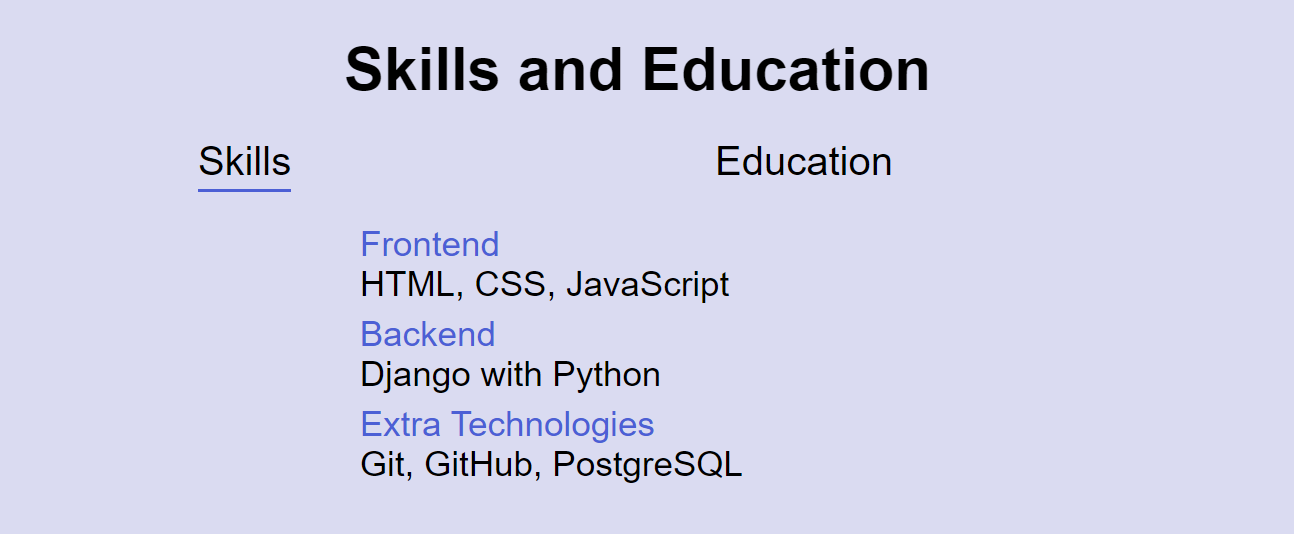 Skills and Education
Skills Education
Frontend
HTML, CSS, JavaScript
Backend
Django with Python
Extra Technologies
Git, GitHub, PostgreSQL